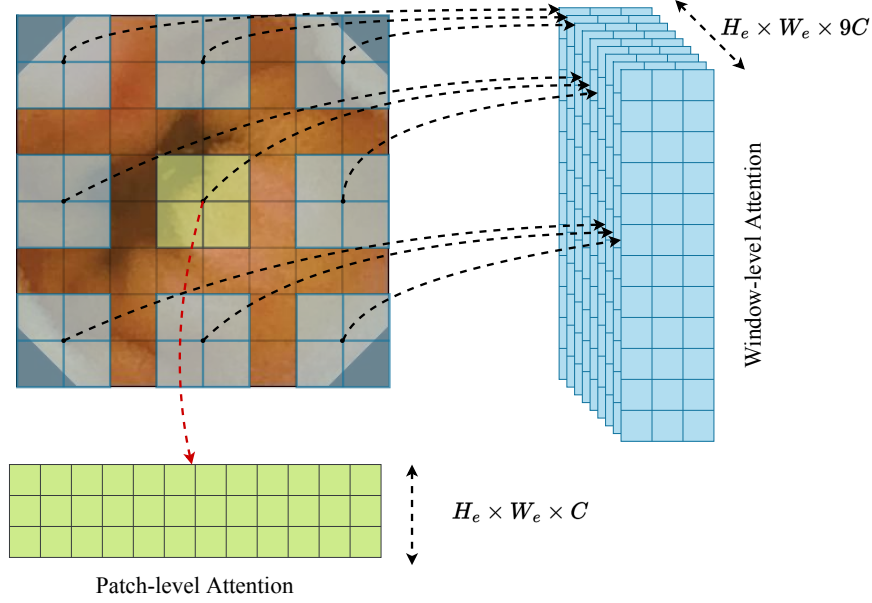 H_e × W_e × 9C
Window-level Attention
H_e × W_e × C
Patch-level Attention